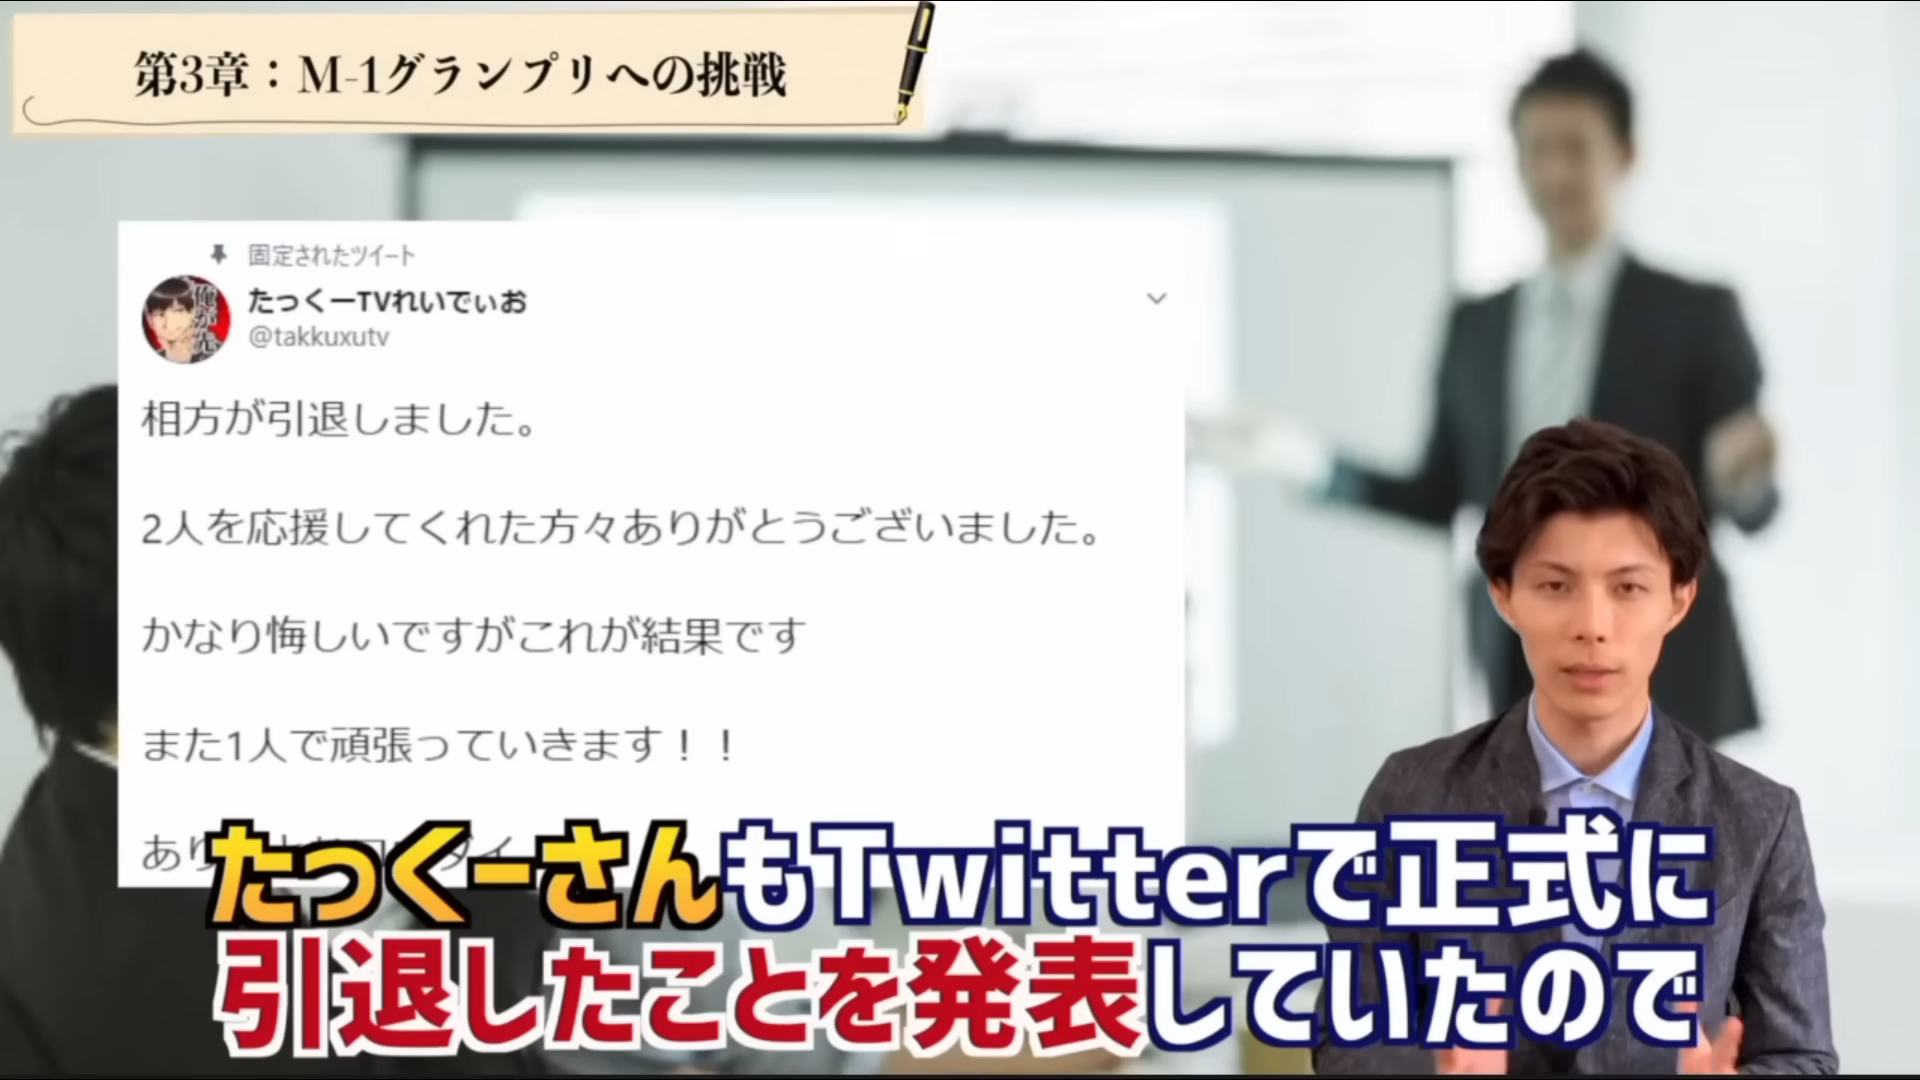 第3章：M-1グランプリへの挑戦
固定されたツイート
たっくーTVれいでぃお
@takkuxutv
相方が引退しました。
2人を応援してくれた方々ありがとうございました。
かなり悔しいですがこれが結果です
また1人で頑張っていきます！！
たっくーさんもTwitterで正式に
引退したことを発表していたので